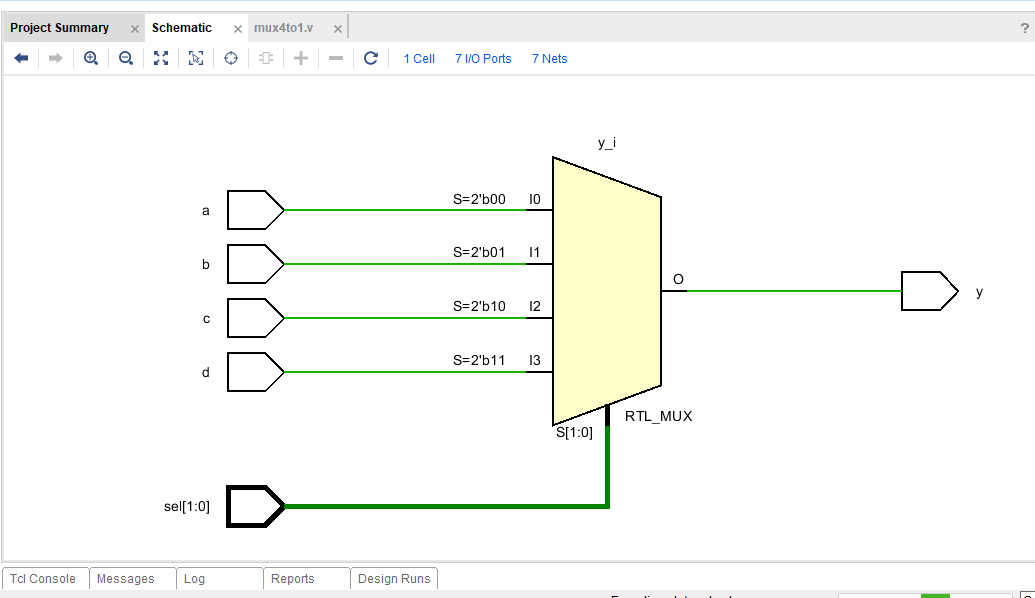 Project Summary × Schematic × mux4to1.v × ?
1 Cell 7 I/O Ports 7 Nets
y_i
a S=2'b00 I0
b S=2'b01 I1
O
y
c S=2'b10 I2
d S=2'b11 I3
RTL_MUX
S[1:0]
sel[1:0]
Tcl Console Messages Log Reports Design Runs